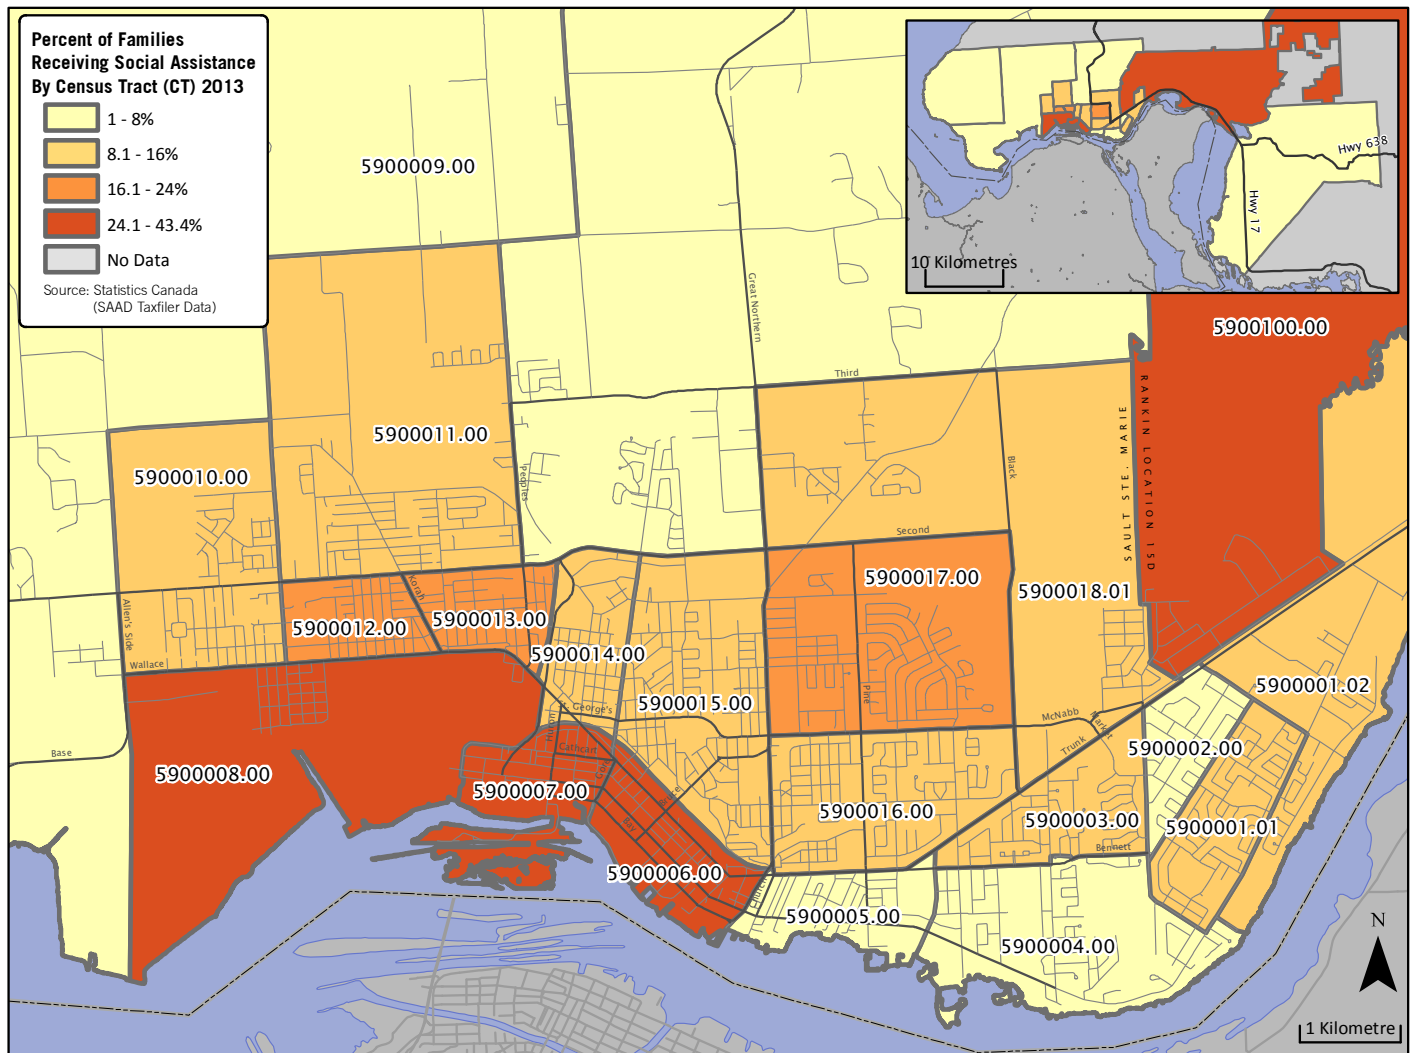 Percent of Families
Receiving Social Assistance
By Census Tract (CT) 2013
1 - 8%
8.1 - 16%
16.1 - 24%
24.1 - 43.4%
No Data
Source: Statistics Canada
(SAAD Taxfiler Data)
Hwy 638
Hwy 17
10 Kilometres
5900009.00
Great Northern
5900100.00
Third
5900011.00
5900010.00
Peoples
Black
SAULT STE. MARIE
RANKIN LOCATION 15D
Second
5900017.00
5900018.01
Korah
Allen's Side
5900012.00
5900013.00
5900014.00
Wallace
5900001.02
Pine
5900015.00
St. George's
McNabb
Market
Trunk
Huron
Cathcart
Gore
5900002.00
Base
5900008.00
5900007.00
Bruce
Bay
5900016.00
5900003.00
5900001.01
Bennett
5900006.00
Church
5900005.00
5900004.00
N
1 Kilometre